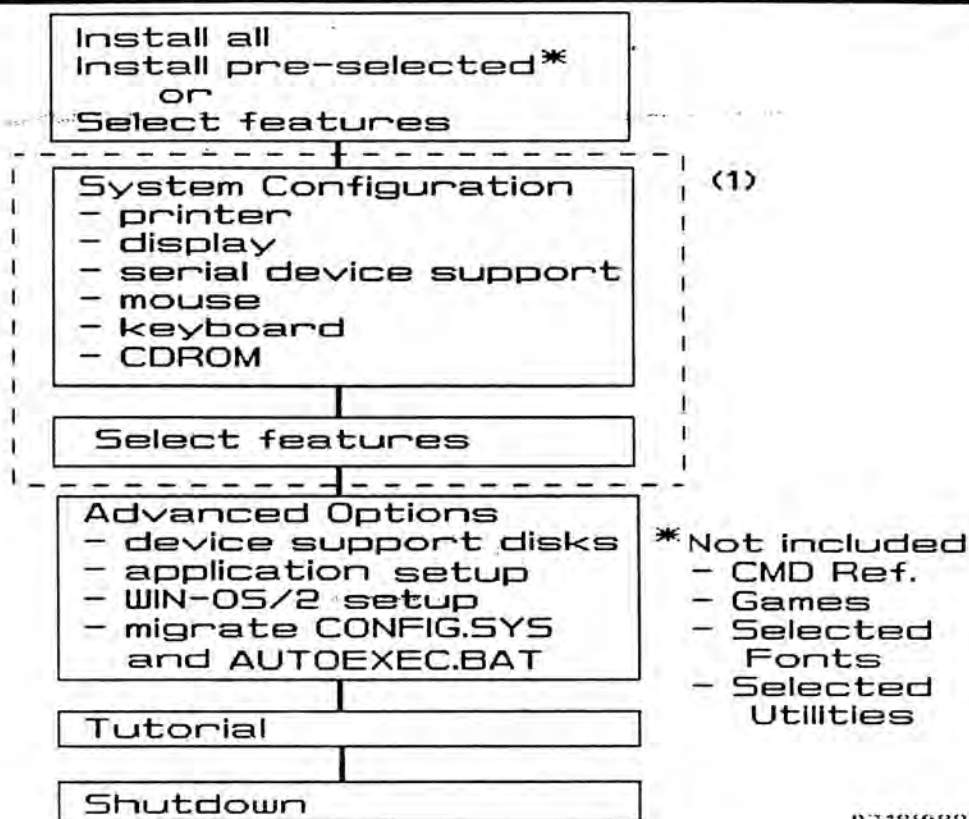 Install all
Install pre-selected*
or
Select features
System Configuration
- printer
- display
- serial device support
- mouse
- keyboard
- CDROM
(1)
Select features
Advanced Options
- device support disks
- application setup
- WIN-OS/2 setup
- migrate CONFIG.SYS
and AUTOEXEC.BAT
*Not included
- CMD Ref.
- Games
- Selected
Fonts
- Selected
Utilities
Tutorial
Shutdown